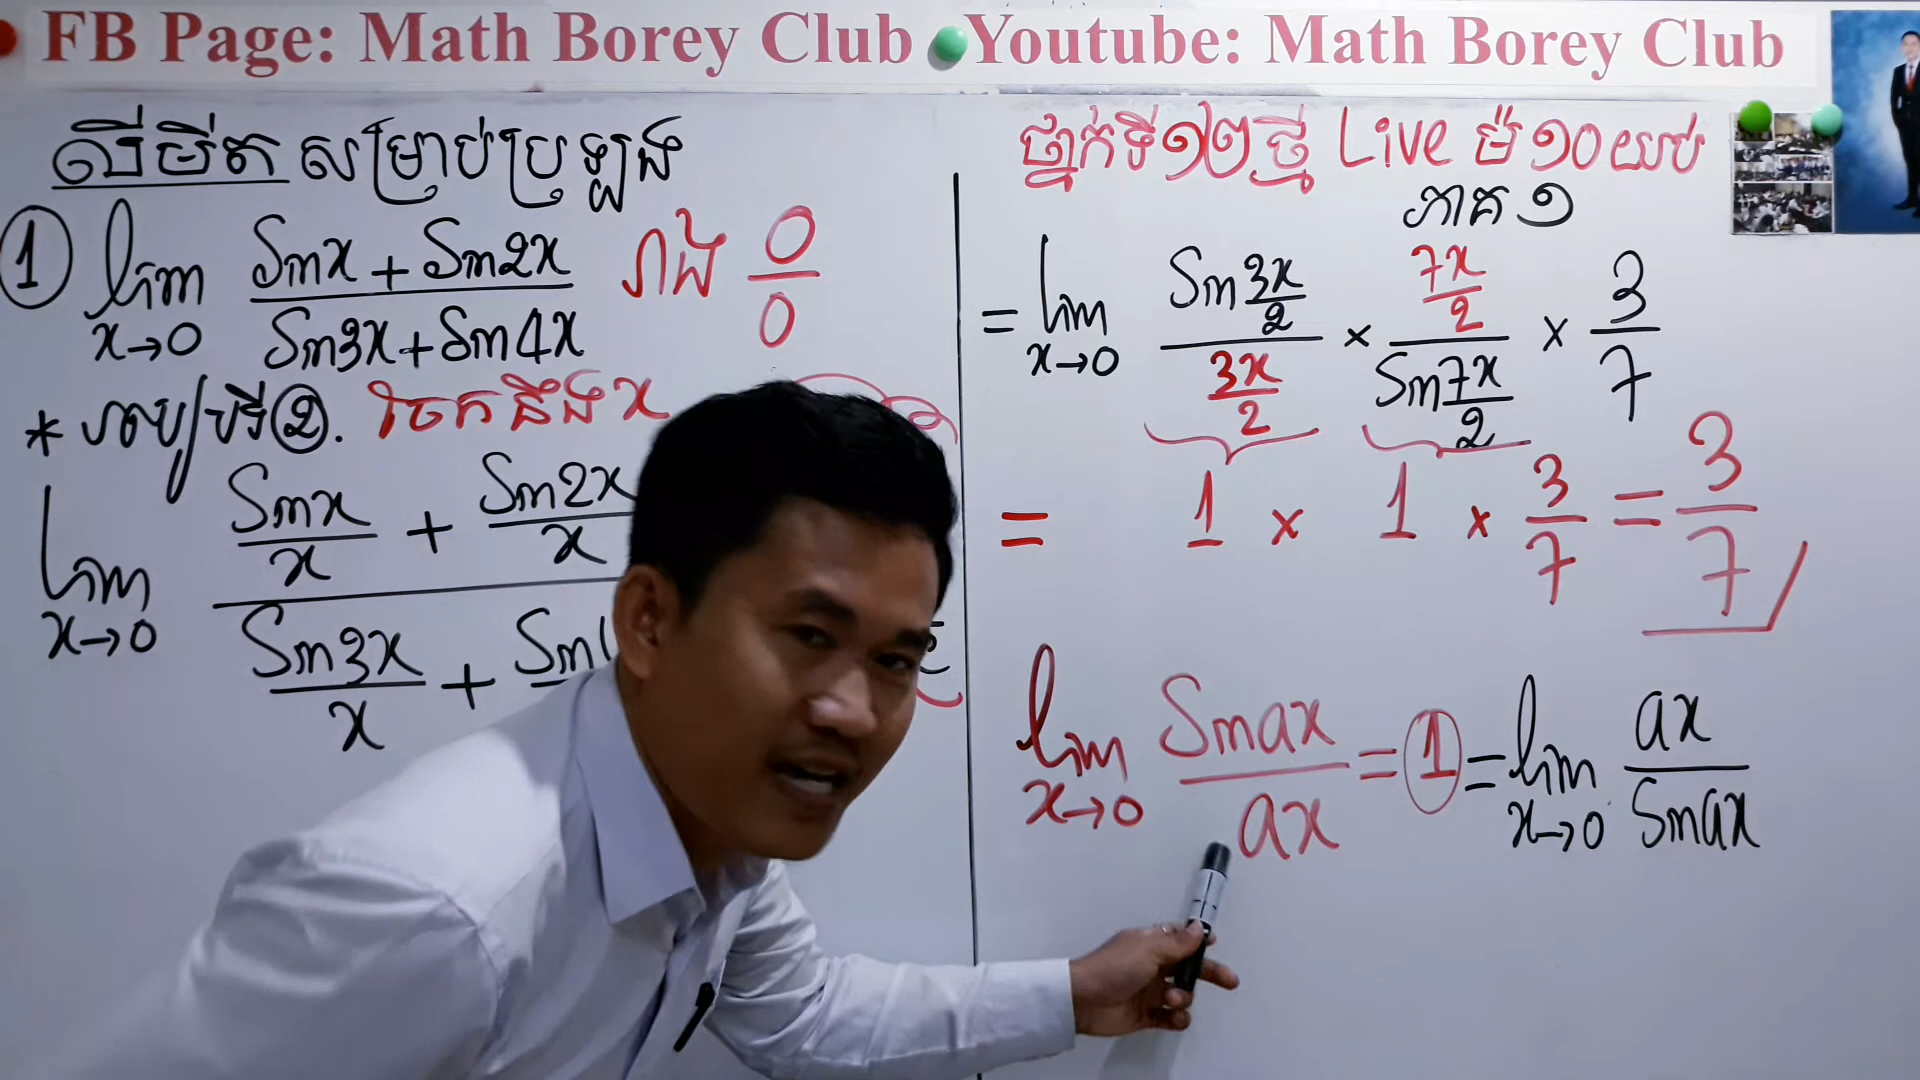 FB Page: Math Borey Club Youtube: Math Borey Club
លីមីត សម្រាប់ប្រឡង
① lim x→0 (Sinx + Sin2x)/(Sin3x + Sin4x) រាង 0/0
* របៀបទី②. ចែកនឹង x
lim x→0 (Sinx/x + Sin2x/x)/(Sin3x/x + Sin
ថ្នាក់ទី១២ថ្មី Live ម៉ ១០យប់
ភាគ ១
= lim x→0 (Sin 3x/2)/(3x/2) × (7x/2)/(Sin 7x/2) × 3/7
= 1 × 1 × 3/7 = 3/7
lim x→0 Sinax/ax = ① = lim x→0 ax/Sinax